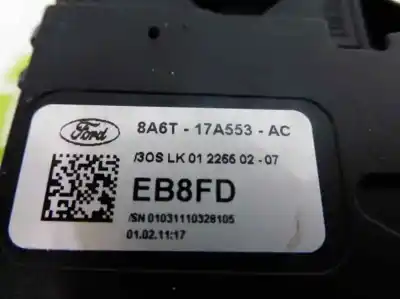 Ford
8A6T - 17A553 - AC
/3OS LK 01 2266 02 - 07
EB8FD
/SN 01031110328105
01.02.11:17